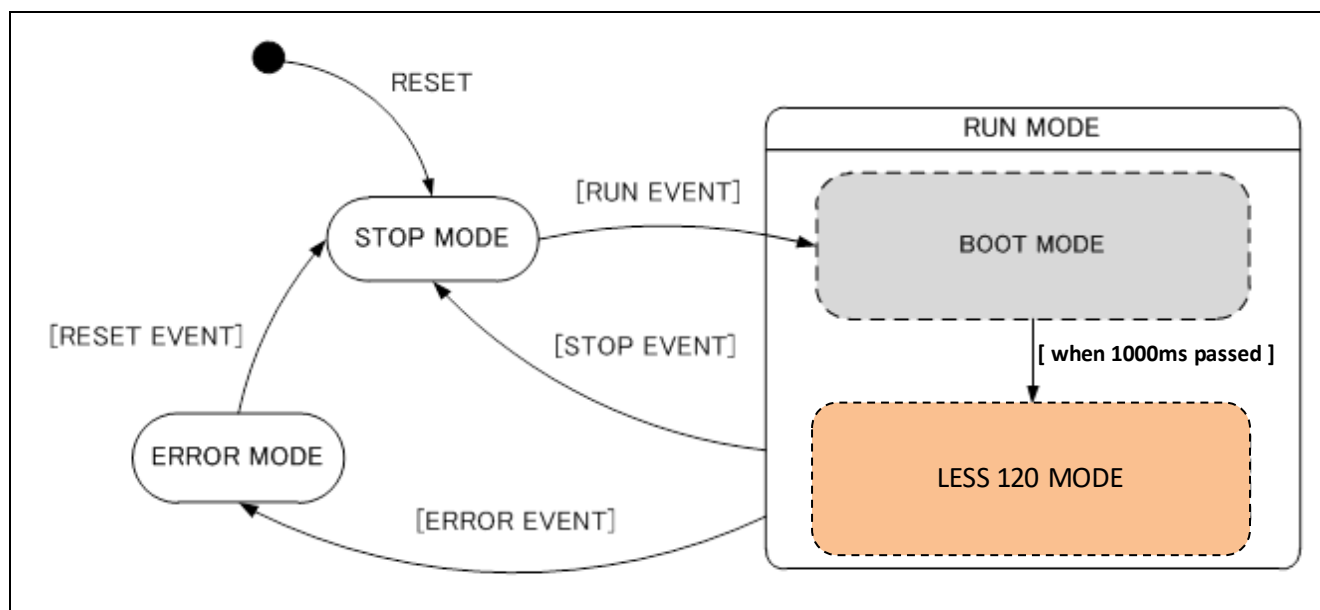 RESET
RUN MODE
[RUN EVENT]
STOP MODE
BOOT MODE
[RESET EVENT]
[STOP EVENT]
[ when 1000ms passed ]
ERROR MODE
LESS 120 MODE
[ERROR EVENT]